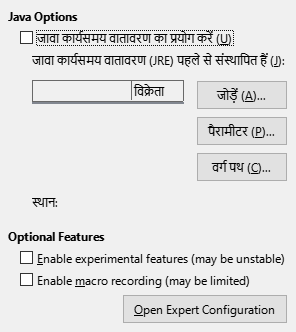 Java Options
जावा कार्यसमय वातावरण का प्रयोग करें (U)
जावा कार्यसमय वातावरण (JRE) पहले से संस्थापित हैं (J):
विक्रेता
जोड़ें (A)...
पैरामीटर (P)...
वर्ग पथ (C)...
स्थान:
Optional Features
Enable experimental features (may be unstable)
Enable macro recording (may be limited)
Open Expert Configuration